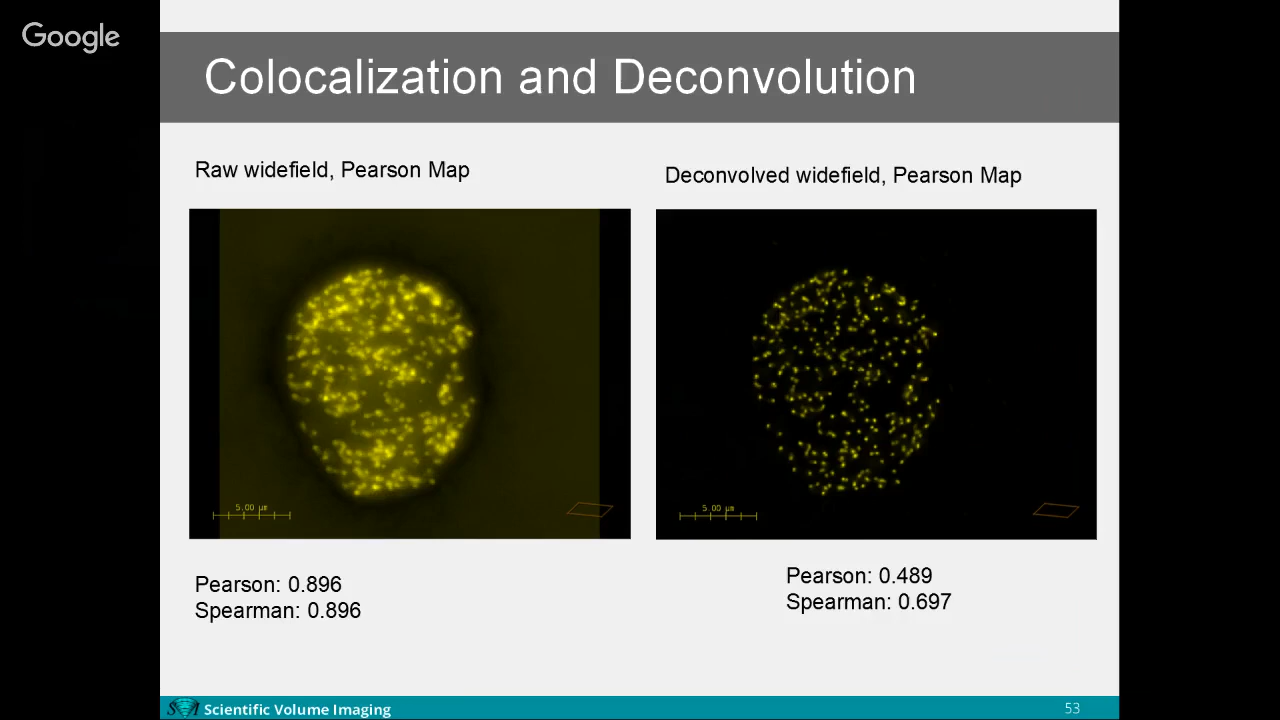 Google
Colocalization and Deconvolution
Raw widefield, Pearson Map
Deconvolved widefield, Pearson Map
5.00 µm
5.00 µm
Pearson: 0.896
Spearman: 0.896
Pearson: 0.489
Spearman: 0.697
SVI Scientific Volume Imaging
53